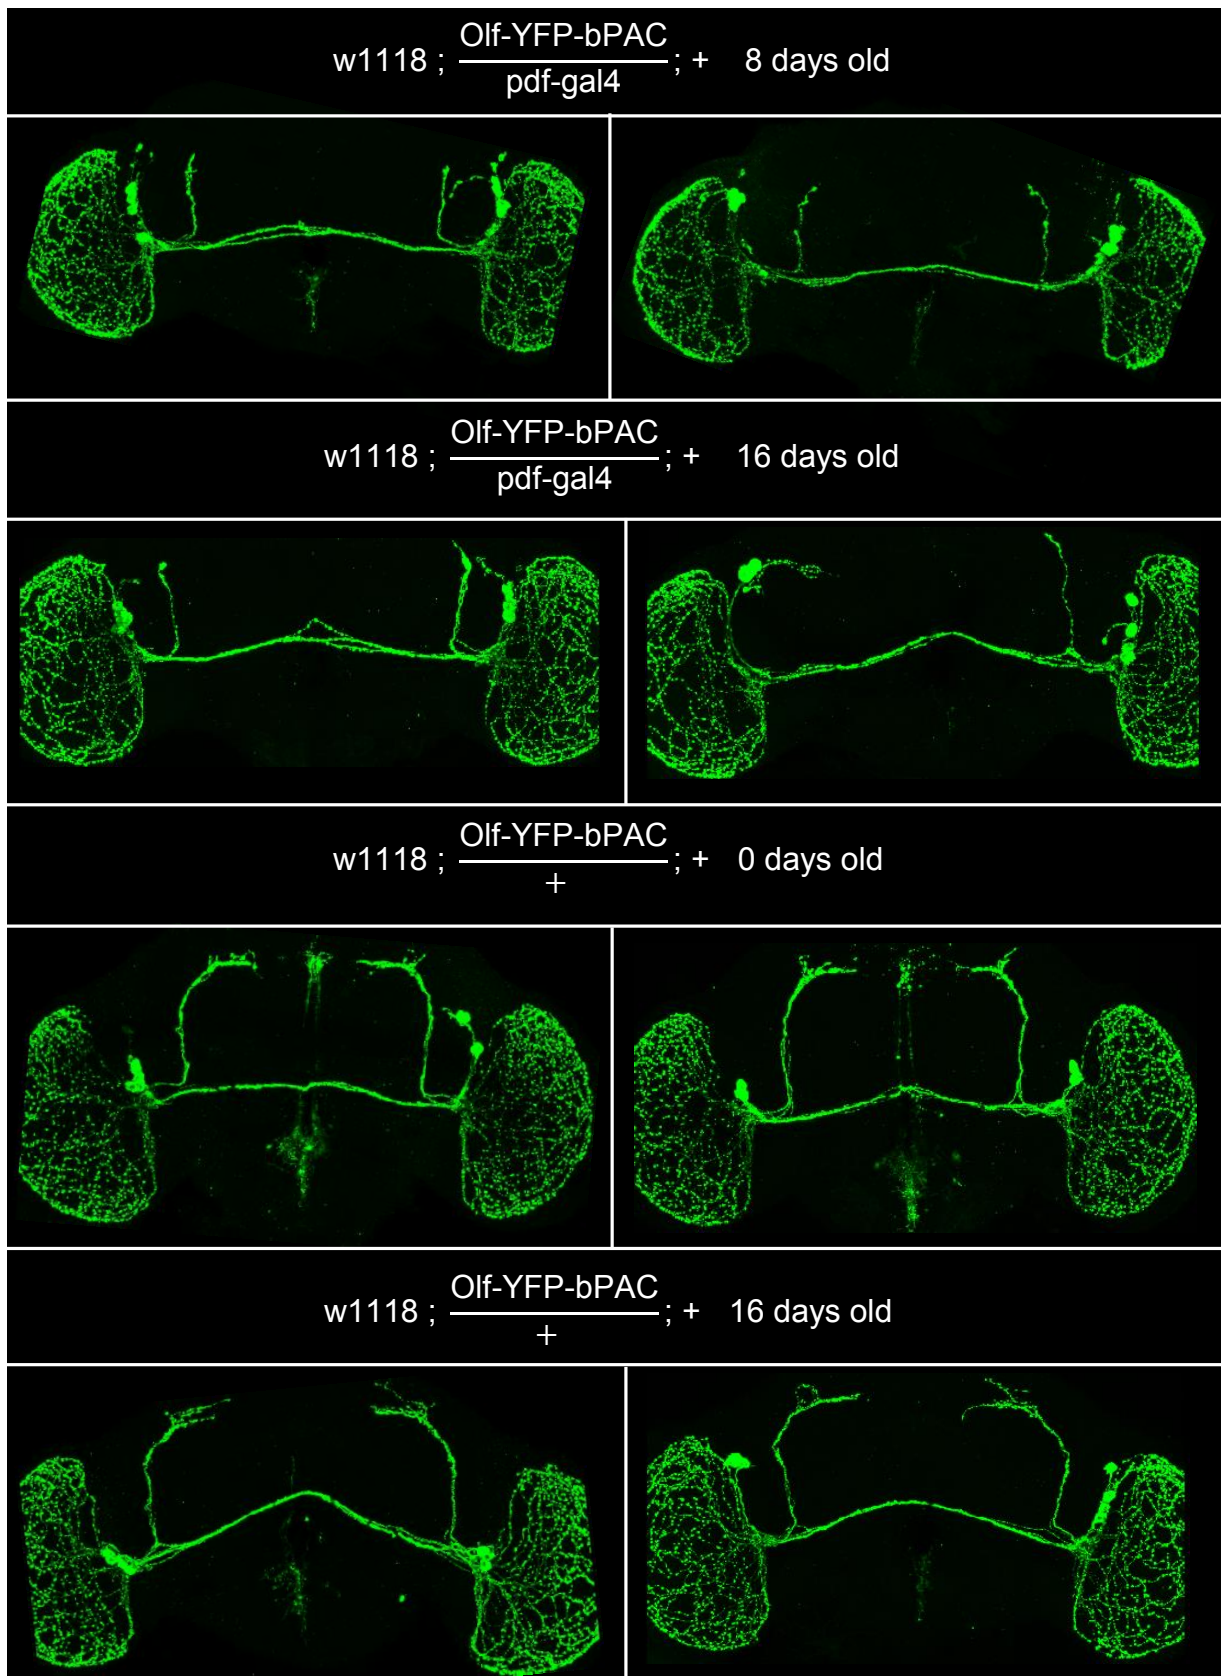 w1118 ; Olf-YFP-bPAC / pdf-gal4 ; + 8 days old
w1118 ; Olf-YFP-bPAC / pdf-gal4 ; + 16 days old
w1118 ; Olf-YFP-bPAC / + ; + 0 days old
w1118 ; Olf-YFP-bPAC / + ; + 16 days old